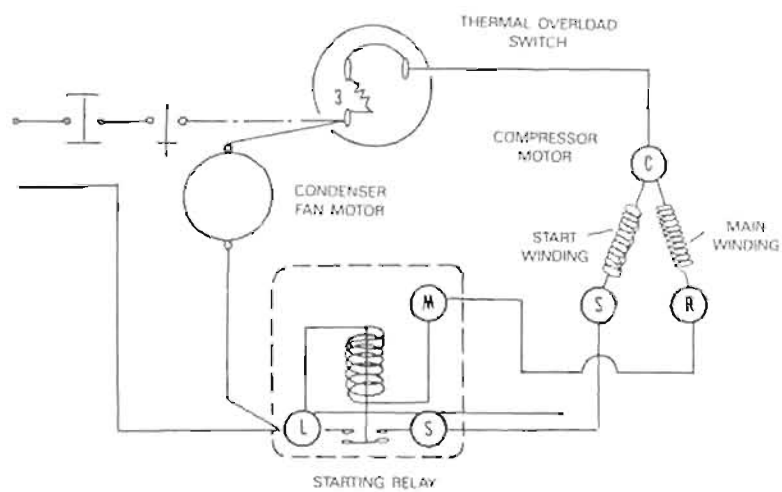 THERMAL OVERLOAD
SWITCH
3
COMPRESSOR
MOTOR
C
CONDENSER
FAN MOTOR
START
WINDING
MAIN
WINDING
M
S
R
L
S
STARTING RELAY